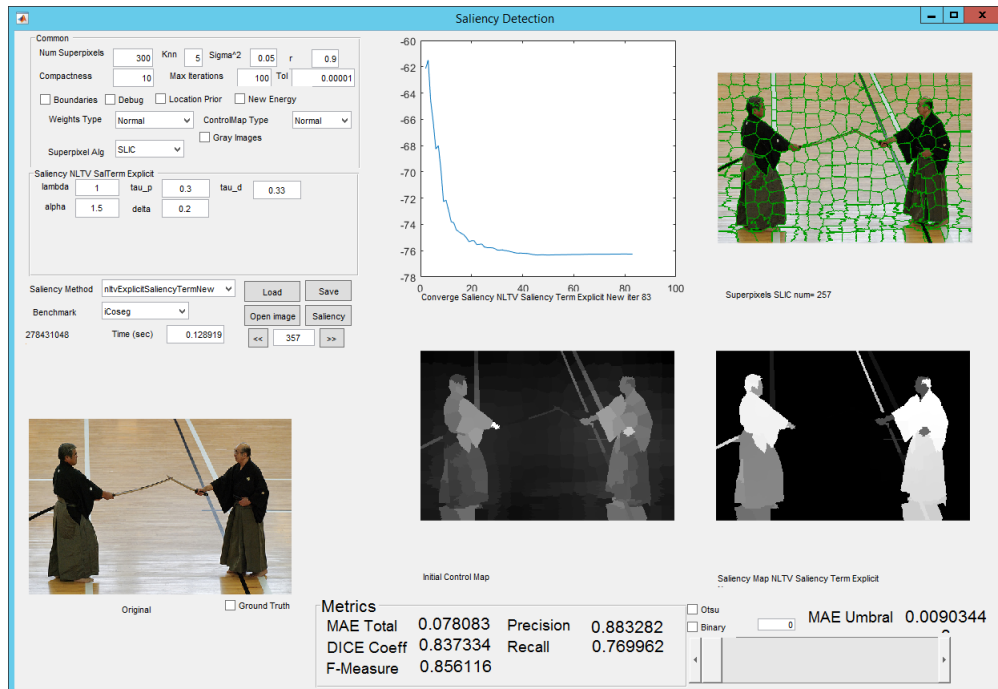 Saliency Detection
Common
Num Superpixels 300 Knn 5 Sigma^2 0.05 r 0.9
Compactness 10 Max Iterations 100 Tol 0.00001
Boundaries Debug Location Prior New Energy
Weights Type Normal ControlMap Type Normal
Gray Images
Superpixel Alg SLIC
Saliency NLTV SalTerm Explicit
lambda 1 tau_p 0.3 tau_d 0.33
alpha 1.5 delta 0.2
Saliency Method nltvExplicitSaliencyTermNew Load Save
Benchmark iCoseg Open image Saliency
278431048 Time (sec) 0.128919 << 357 >>
-60
-62
-64
-66
-68
-70
-72
-74
-76
-78
0 20 40 60 80 100
Converge Saliency NLTV Saliency Term Explicit New iter 83
Superpixels SLIC num= 257
Initial Control Map
Saliency Map NLTV Saliency Term Explicit
Original
Ground Truth
Metrics
MAE Total 0.078083 Precision 0.883282
DICE Coeff 0.837334 Recall 0.769962
F-Measure 0.856116
Otsu
Binary 0
MAE Umbral 0.0090344